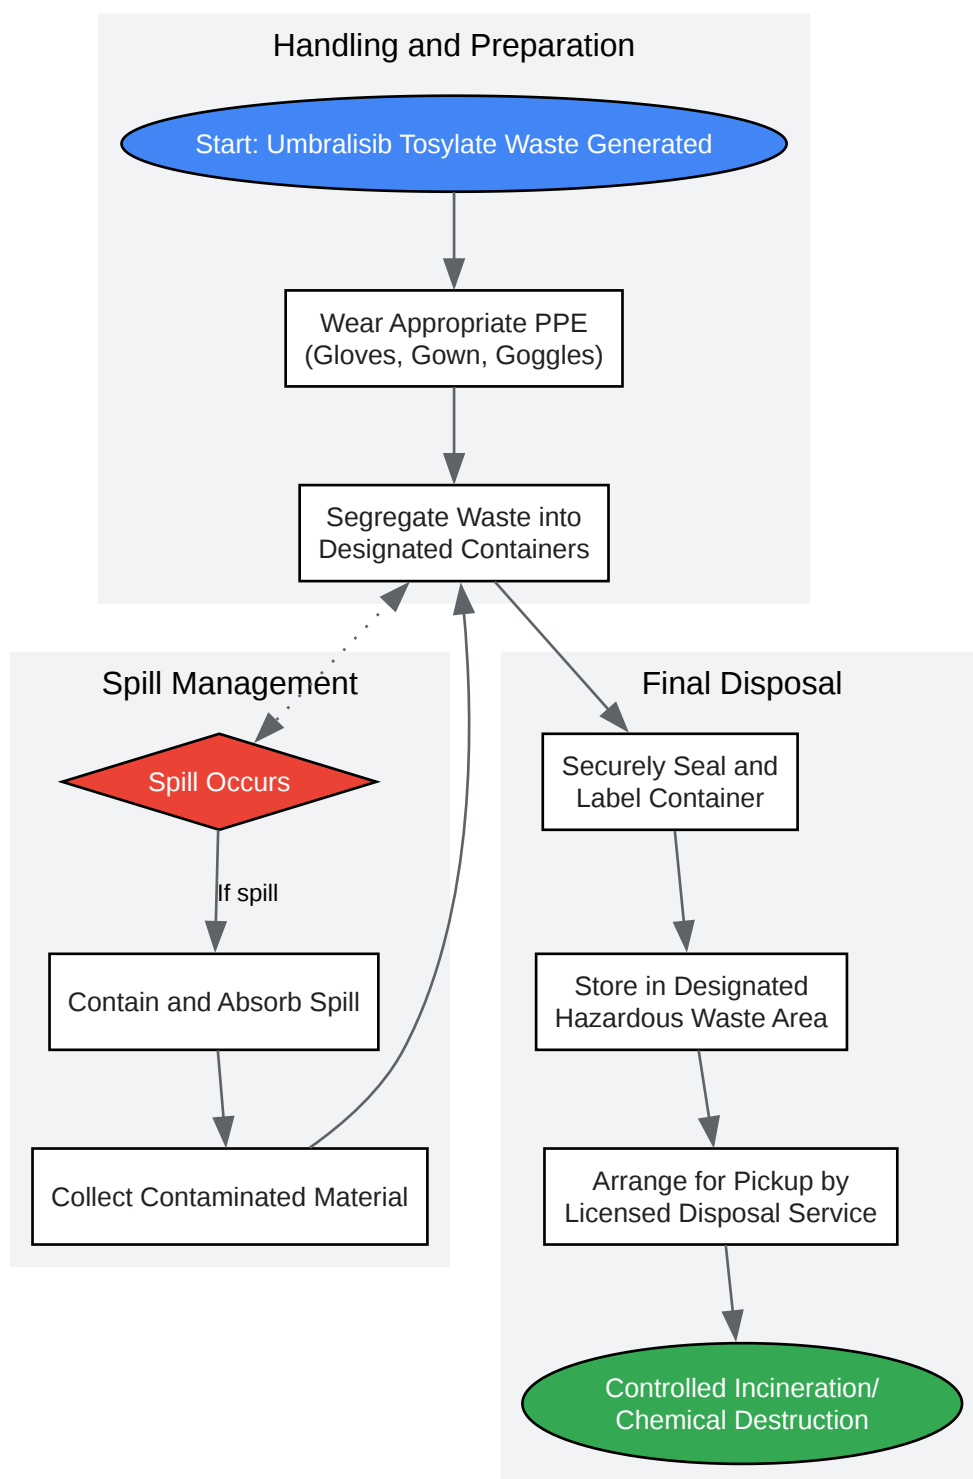 Handling and Preparation
Start: Umbralisib Tosylate Waste Generated
Wear Appropriate PPE
(Gloves, Gown, Goggles)
Segregate Waste into
Designated Containers
Spill Management
Spill Occurs
If spill
Contain and Absorb Spill
Collect Contaminated Material
Final Disposal
Securely Seal and
Label Container
Store in Designated
Hazardous Waste Area
Arrange for Pickup by
Licensed Disposal Service
Controlled Incineration/
Chemical Destruction